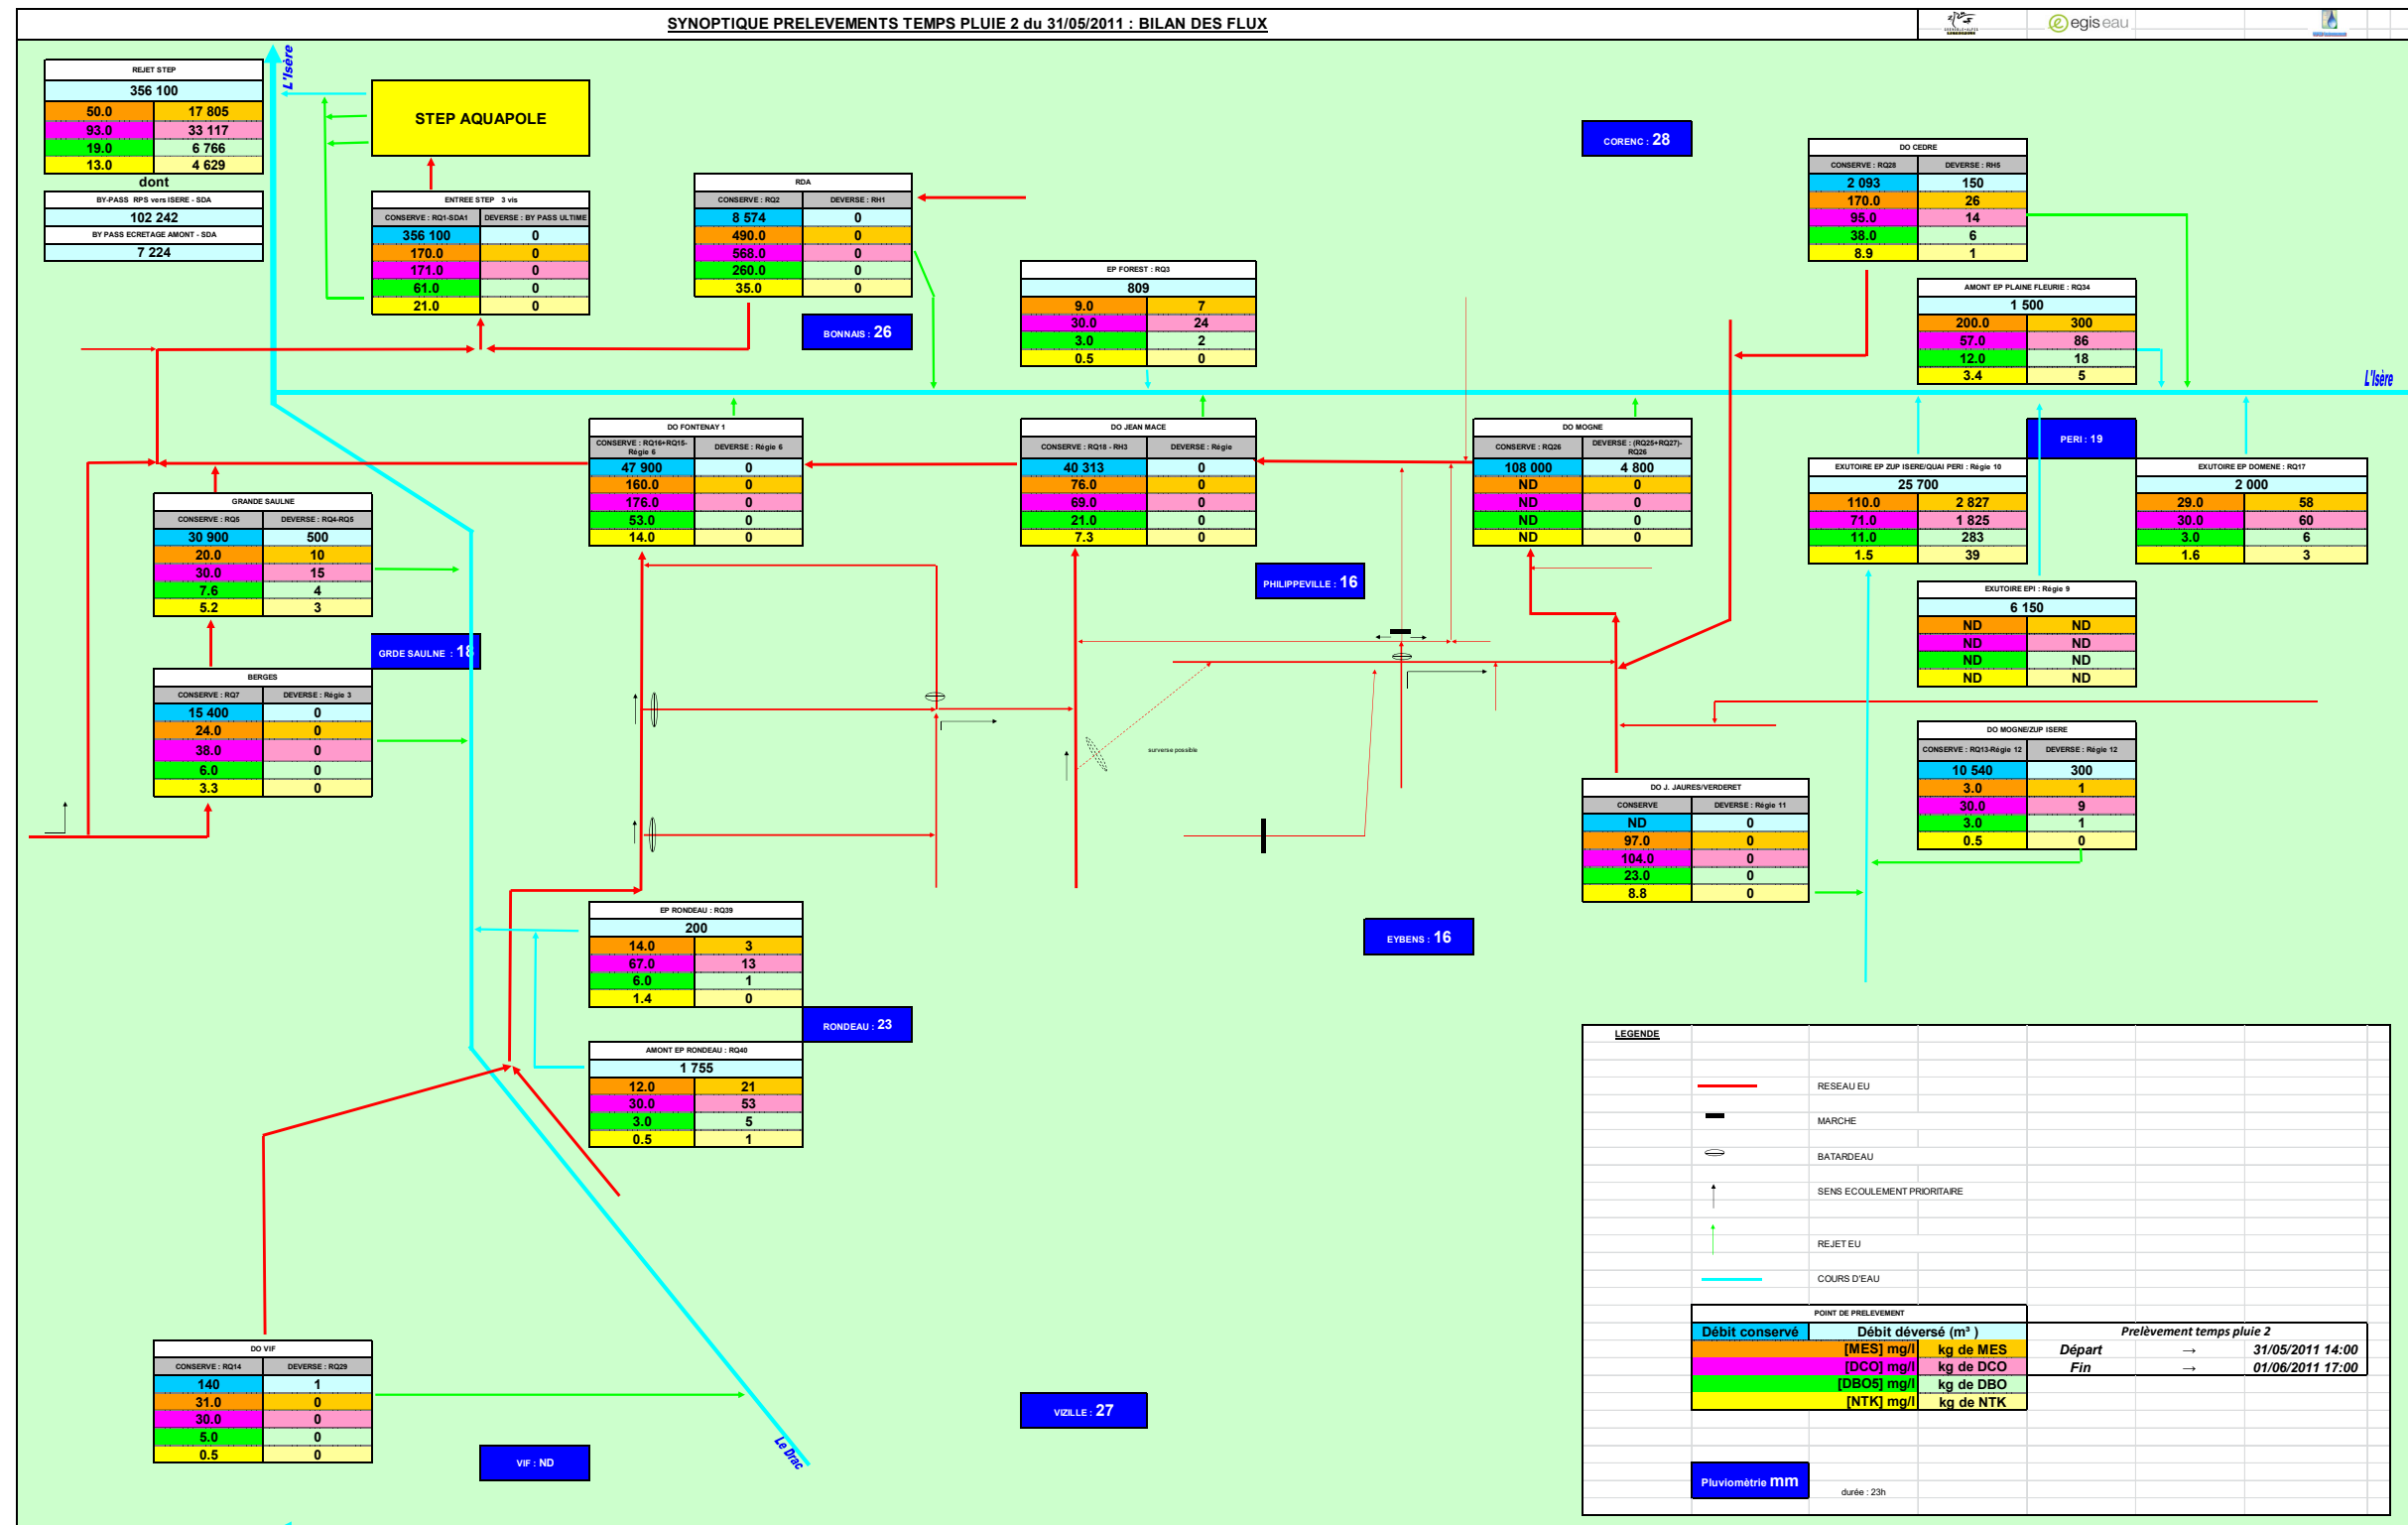 SYNOPTIQUE PRELEVEMENTS TEMPS PLUIE 2 du 31/05/2011 : BILAN DES FLUX
egis eau
L'Isère
REJET STEP
356 100
50.0 17 805
93.0 33 117
19.0 6 766
13.0 4 629
dont
BY-PASS RPS vers ISERE - SDA
102 242
BY PASS ECRETAGE AMONT - SDA
7 224
STEP AQUAPOLE
ENTREE STEP 3 vis
CONSERVE : RQ1-SDA1 DEVERSE : BY PASS ULTIME
356 100 0
170.0 0
171.0 0
61.0 0
21.0 0
RDA
CONSERVE : RQ2 DEVERSE : RH1
8 574 0
490.0 0
568.0 0
260.0 0
35.0 0
BONNAIS : 26
EP FOREST : RQ3
809
9.0 7
30.0 24
3.0 2
0.5 0
CORENC : 28
DO CEDRE
CONSERVE : RQ28 DEVERSE : RH5
2 093 150
170.0 26
95.0 14
38.0 6
8.9 1
AMONT EP PLAINE FLEURIE : RQ34
1 500
200.0 300
57.0 86
12.0 18
3.4 5
L'Isère
DO FONTENAY 1
CONSERVE : RQ16+RQ15-
Régie 6
DEVERSE : Régie 6
47 900 0
160.0 0
176.0 0
53.0 0
14.0 0
DO JEAN MACE
CONSERVE : RQ18 - RH3 DEVERSE : Régie
40 313 0
76.0 0
69.0 0
21.0 0
7.3 0
DO MOGNE
CONSERVE : RQ26
DEVERSE : (RQ25+RQ27)-
RQ26
108 000 4 800
ND 0
ND 0
ND 0
ND 0
PERI : 19
EXUTOIRE EP ZUP ISERE/QUAI PERI : Régie 10
25 700
110.0 2 827
71.0 1 825
11.0 283
1.5 39
EXUTOIRE EP DOMENE : RQ17
2 000
29.0 58
30.0 60
3.0 6
1.6 3
GRANDE SAULNE
CONSERVE : RQ5 DEVERSE : RQ4-RQ5
30 900 500
20.0 10
30.0 15
7.6 4
5.2 3
PHILIPPEVILLE : 16
EXUTOIRE EPI : Régie 9
6 150
ND ND
ND ND
ND ND
ND ND
GRDE SAULNE : 18
BERGES
CONSERVE : RQ7 DEVERSE : Régie 3
15 400 0
24.0 0
38.0 0
6.0 0
3.3 0
surverse possible
DO MOGNE/ZUP ISERE
CONSERVE : RQ13-Régie 12 DEVERSE : Régie 12
10 540 300
3.0 1
30.0 9
3.0 1
0.5 0
DO J. JAURES/VERDERET
CONSERVE DEVERSE : Régie 11
ND 0
97.0 0
104.0 0
23.0 0
8.8 0
EP RONDEAU : RQ39
200
14.0 3
67.0 13
6.0 1
1.4 0
EYBENS : 16
RONDEAU : 23
AMONT EP RONDEAU : RQ40
1 755
12.0 21
30.0 53
3.0 5
0.5 1
DO VIF
CONSERVE : RQ14 DEVERSE : RQ29
140 1
31.0 0
30.0 0
5.0 0
0.5 0
VIF : ND
Le Drac
VIZILLE : 27
LEGENDE
RESEAU EU
MARCHE
BATARDEAU
SENS ECOULEMENT PRIORITAIRE
REJET EU
COURS D'EAU
POINT DE PRELEVEMENT
Débit conservé Débit déversé (m³ )
[MES] mg/l kg de MES
[DCO] mg/l kg de DCO
[DBO5] mg/l kg de DBO
[NTK] mg/l kg de NTK
Prelèvement temps pluie 2
Départ → 31/05/2011 14:00
Fin → 01/06/2011 17:00
Pluviomètrie mm
durée : 23h